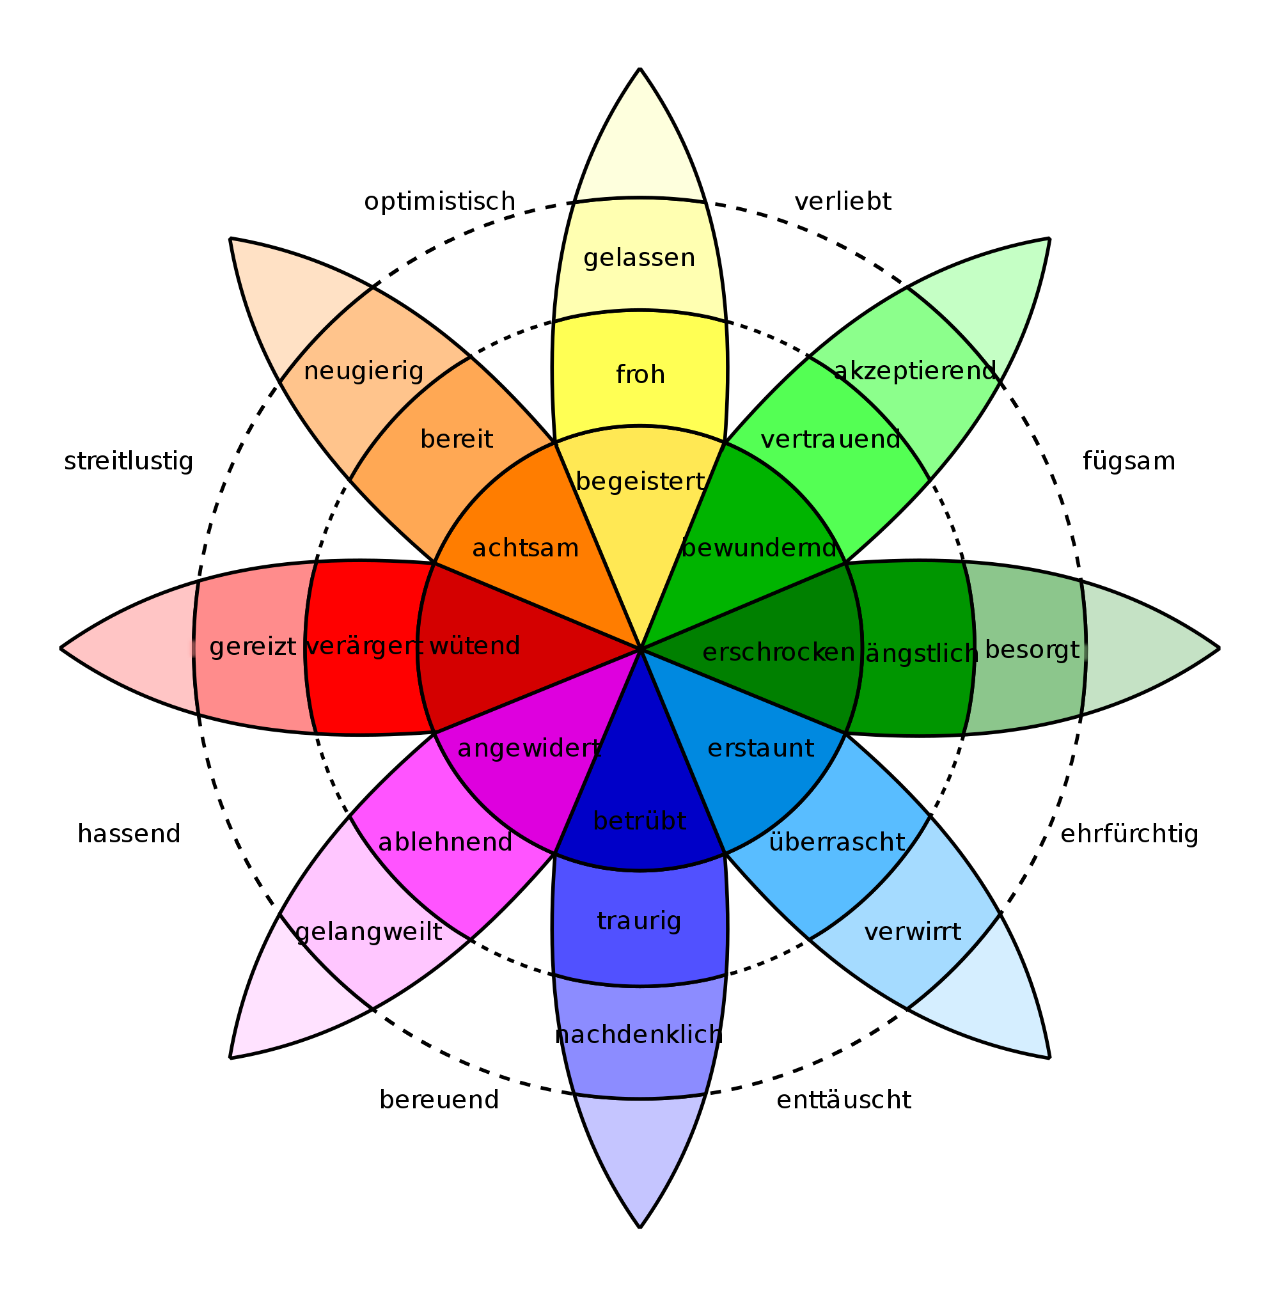 optimistisch
verliebt
gelassen
neugierig
froh
akzeptierend
bereit
vertrauend
streitlustig
fügsam
begeistert
achtsam
bewundernd
gereizt
verärgert
wütend
erschrocken
ängstlich
besorgt
angewidert
erstaunt
betrübt
hassend
ehrfürchtig
ablehnend
überrascht
traurig
gelangweilt
verwirrt
nachdenklich
bereuend
enttäuscht